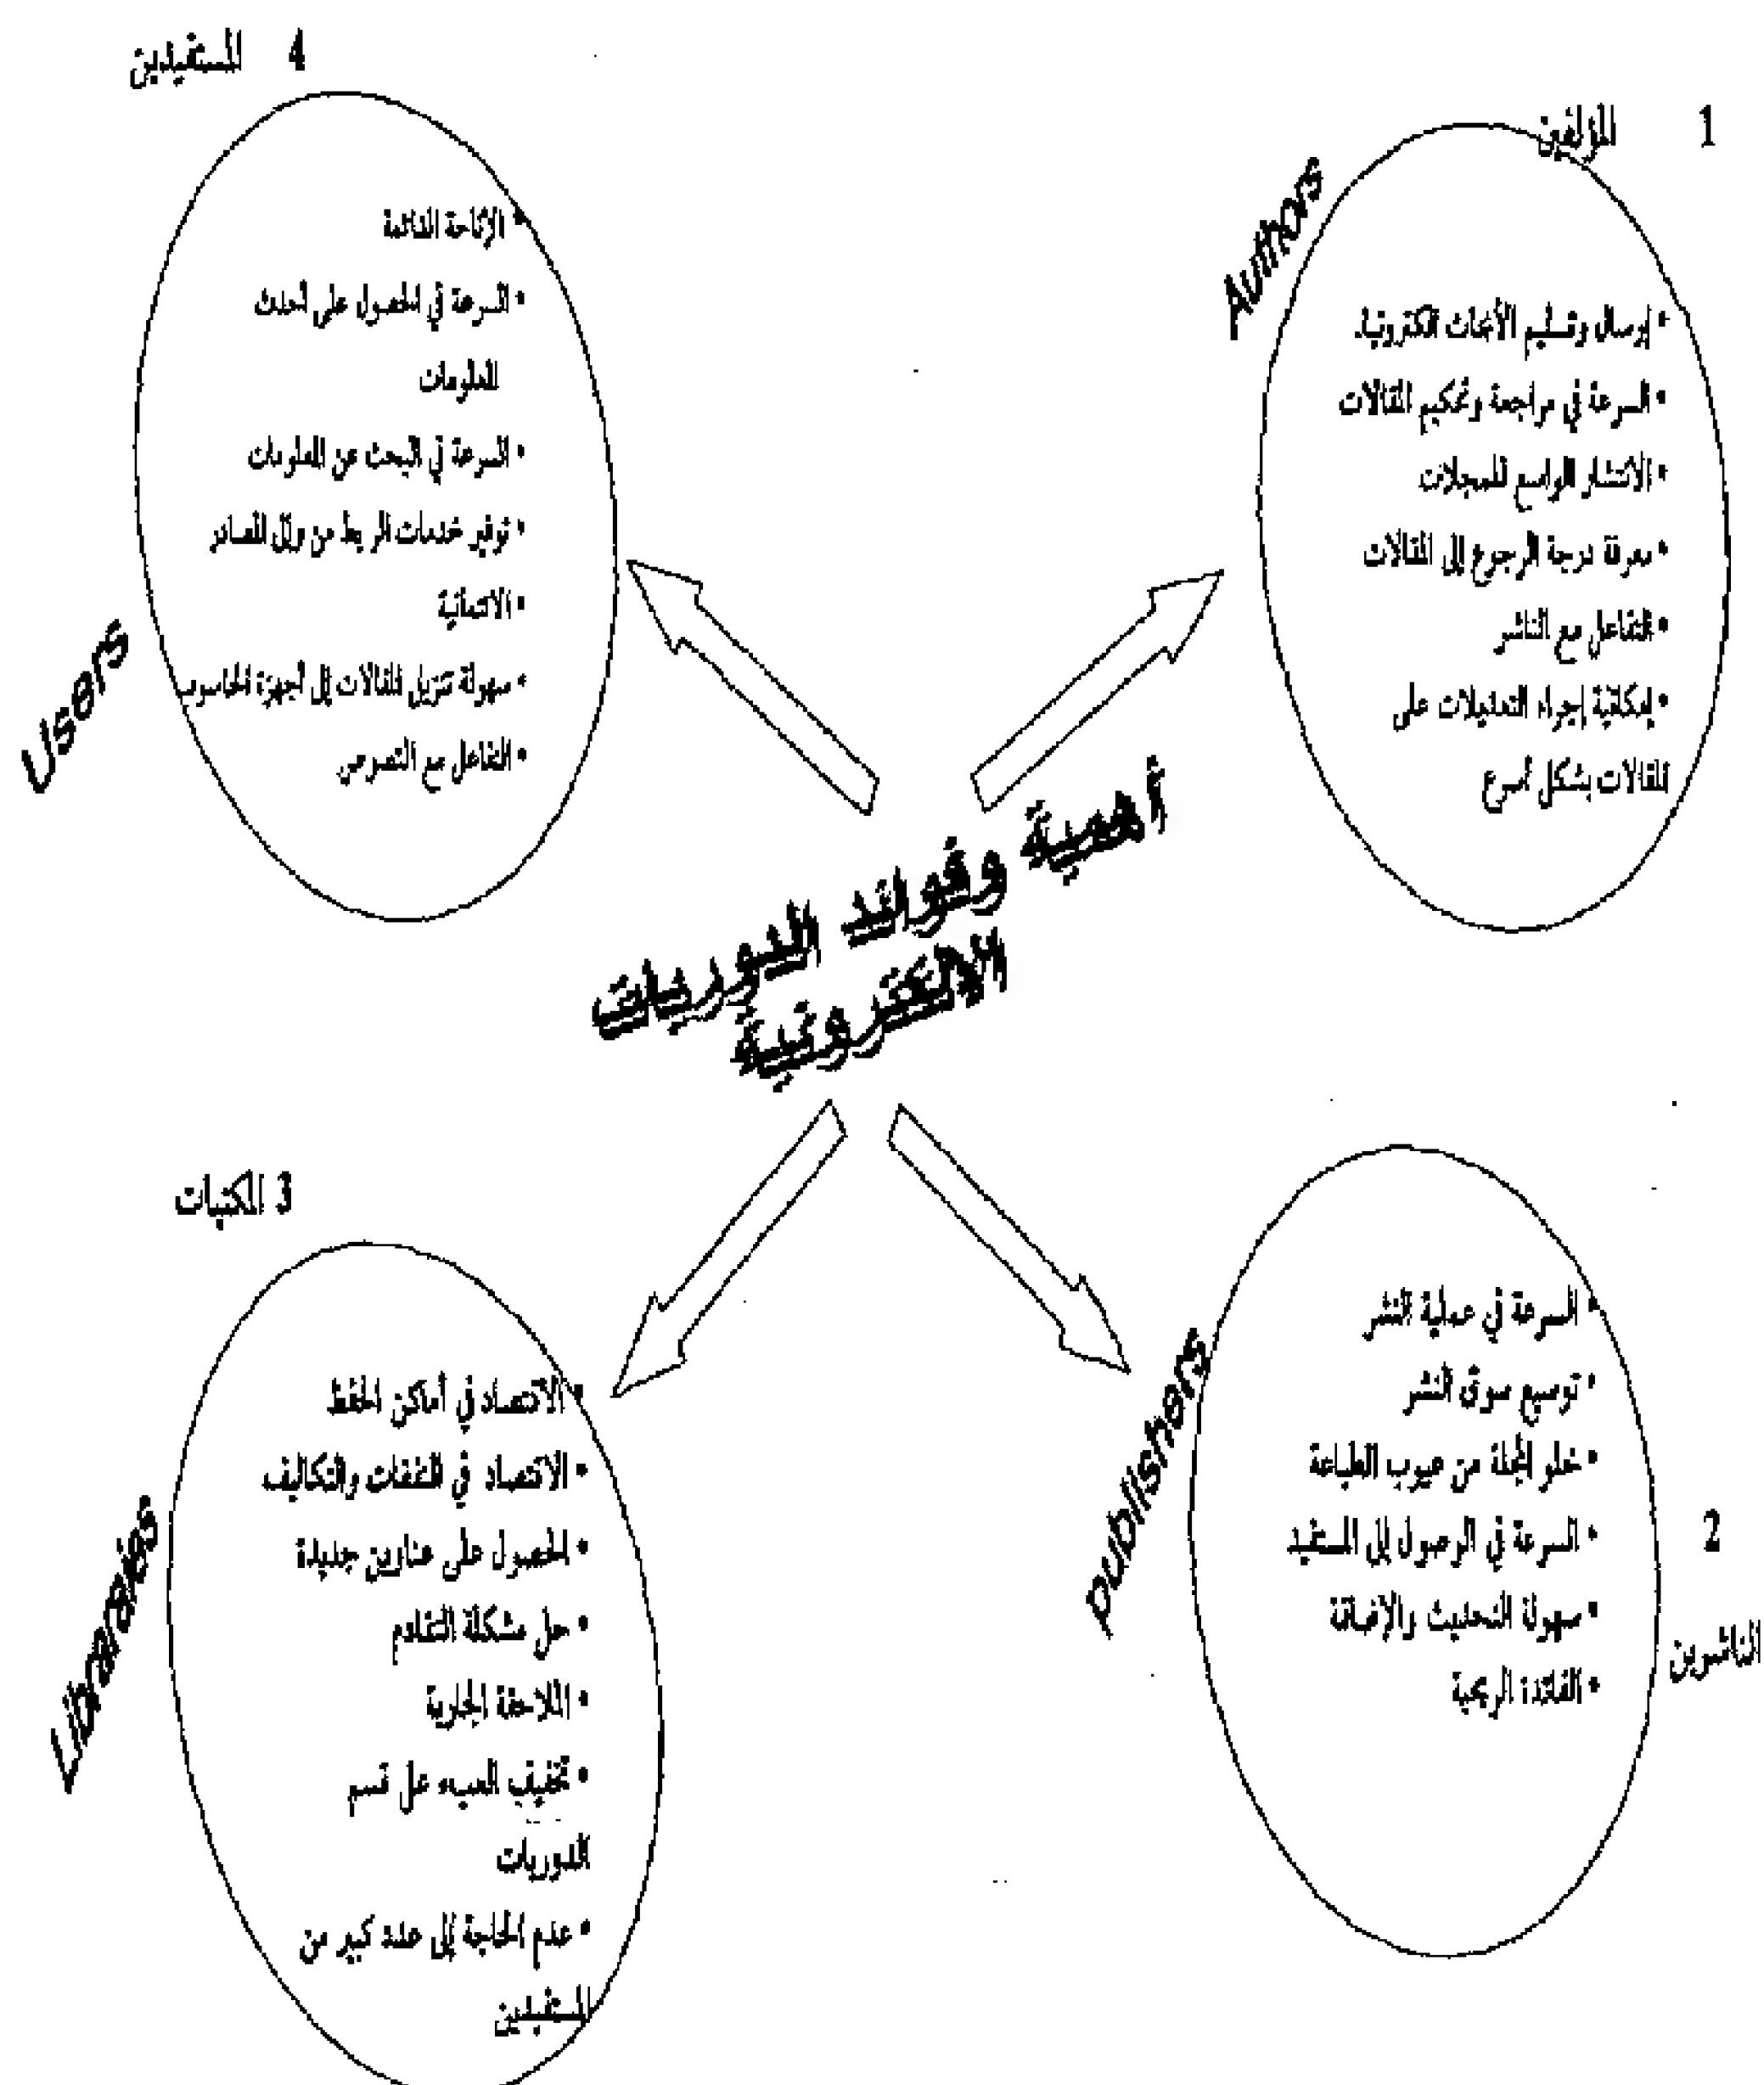 أهمية وفوائد الدوريات
الالكترونية
1 المؤلفين
Authors
• إرسال وتسليم الأبحاث الكترونيا.
• السرعة في مراجعة وتحكيم المقالات
• الانتشار الواسع للمجلات
• معرفة درجة الرجوع إلى المقالات
• التفاعل مع الناشر
• إمكانية إجراء التعديلات على
المقالات بشكل أسرع
2
الناشرين
publishers
• السرعة في عملية النشر
• توسيع سوق النشر
• خلو المجلة من عيوب الطباعة
• السرعة في الوصول إلى المستفيد
• سهولة التحديث والإضافة
• الفائدة الربحية
3 المكتبات
Libararies
• الاقتصاد في أماكن الحفظ
• الاقتصاد في النفقات والتكاليف
• الحصول على عناوين جديدة
• حل مشكلة التقادم
• الملاحقة الجارية
• تخفيف العبء على قسم
الدوريات
• عدم الحاجة إلى عدد كبير من
المستفيدين
4 المستفيدين
Users
• الإتاحة الدائمة
• السرعة في الحصول على أحدث
المعلومات
• السرعة في البحث عن المعلومات
• توفير خدمات الربط من وإلى المصادر
• الائتمانية
• سهولة تنزيل المقالات إلى أجهزة الحاسوب
• التفاعل مع النصوص